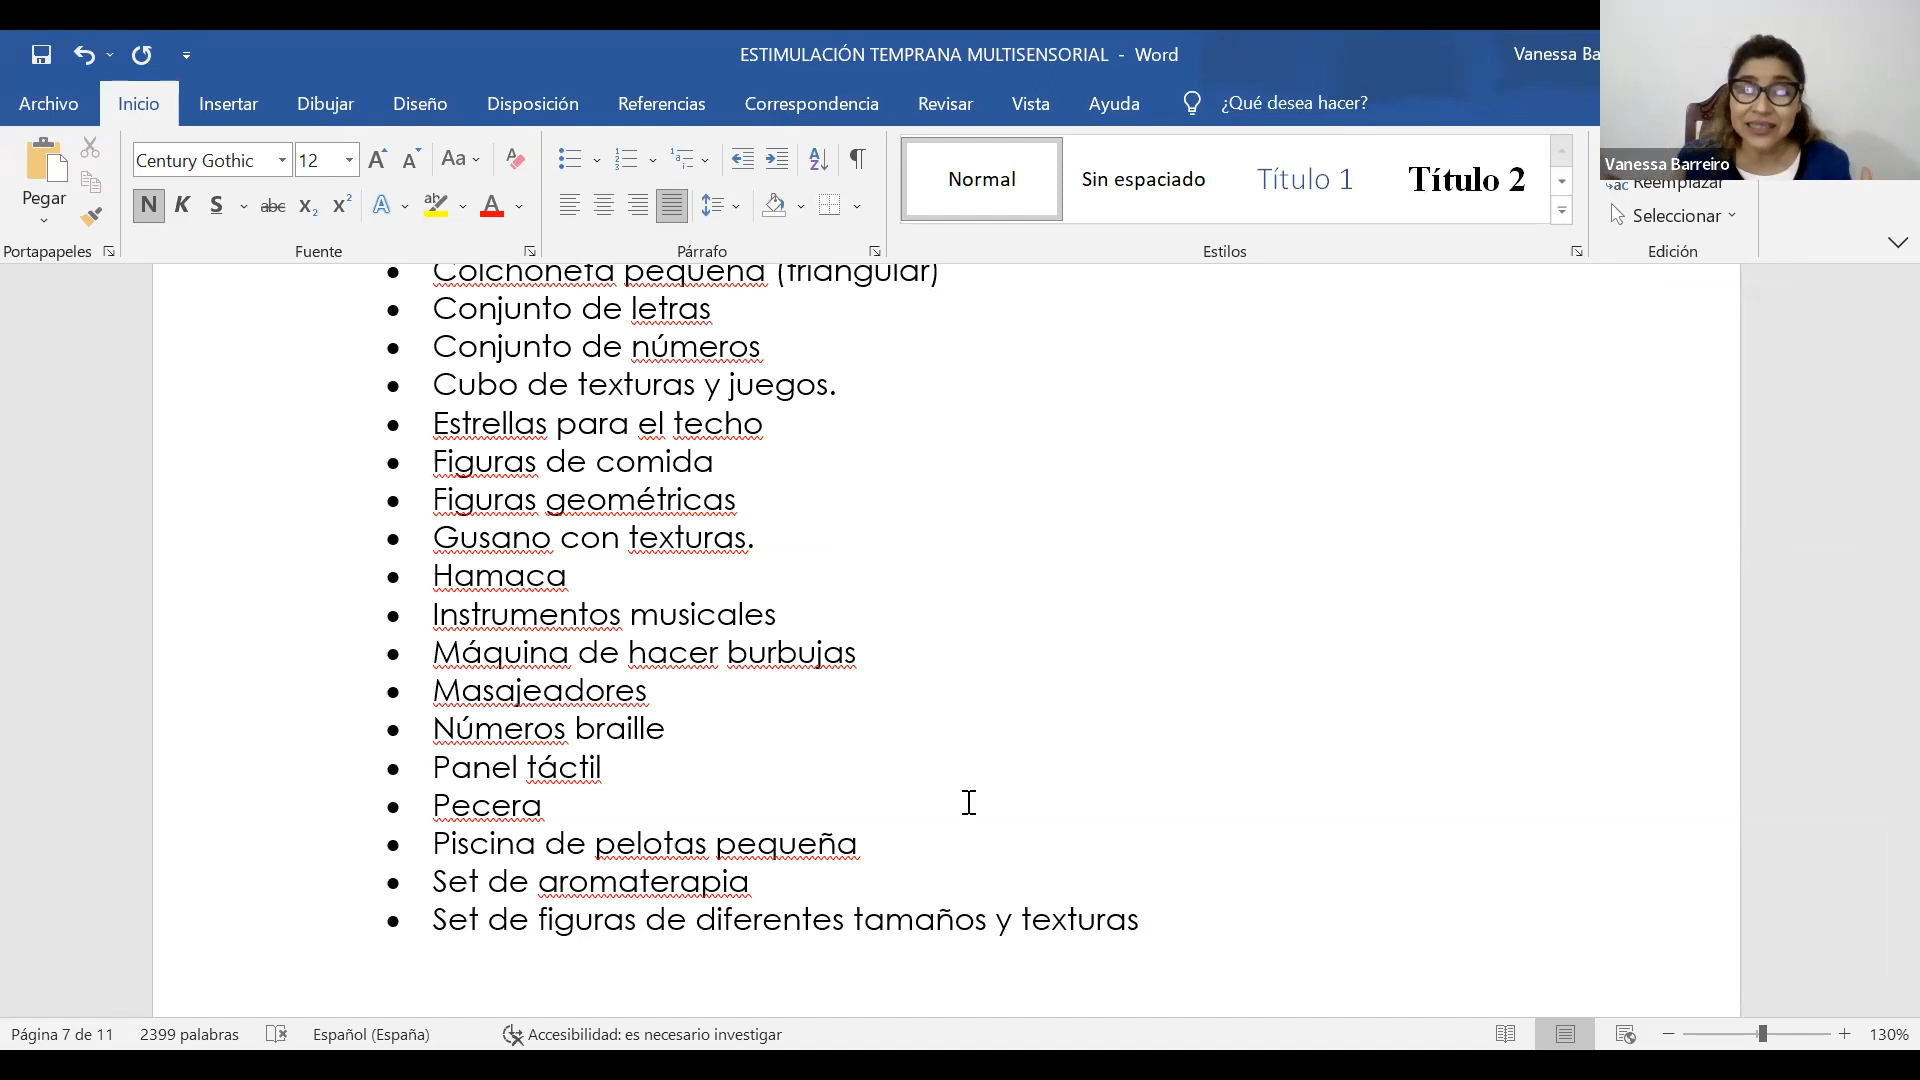 ESTIMULACIÓN TEMPRANA MULTISENSORIAL - Word
Vanessa Ba
Archivo Inicio Insertar Dibujar Diseño Disposición Referencias Correspondencia Revisar Vista Ayuda ¿Qué desea hacer?
Vanessa Barreiro
Pegar
Century Gothic 12
Aa
N K S abc x₂ x² A ab A
Normal Sin espaciado Título 1 Título 2
Reemplazar
Seleccionar
Portapapeles Fuente Párrafo Estilos Edición
• Colchoneta pequeña (triangular)
• Conjunto de letras
• Conjunto de números
• Cubo de texturas y juegos.
• Estrellas para el techo
• Figuras de comida
• Figuras geométricas
• Gusano con texturas.
• Hamaca
• Instrumentos musicales
• Máquina de hacer burbujas
• Masajeadores
• Números braille
• Panel táctil
• Pecera
• Piscina de pelotas pequeña
• Set de aromaterapia
• Set de figuras de diferentes tamaños y texturas
Página 7 de 11 2399 palabras Español (España) Accesibilidad: es necesario investigar 130%